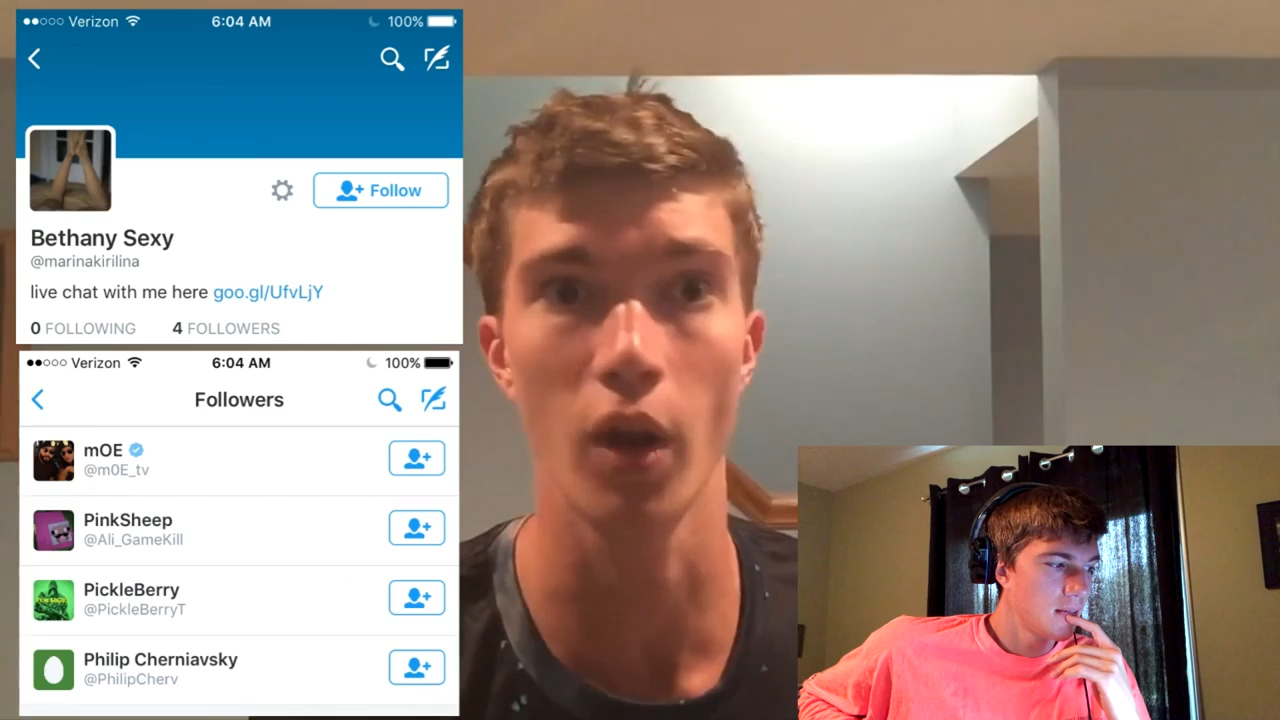 Verizon 6:04 AM 100%
Follow
Bethany Sexy
@marinakirilina
live chat with me here goo.gl/UfvLjY
0 FOLLOWING 4 FOLLOWERS
Verizon 6:04 AM 100%
Followers
mOE
@m0E_tv
PinkSheep
@Ali_GameKill
PickleBerry
@PickleBerryT
Philip Cherniavsky
@PhilipCherv